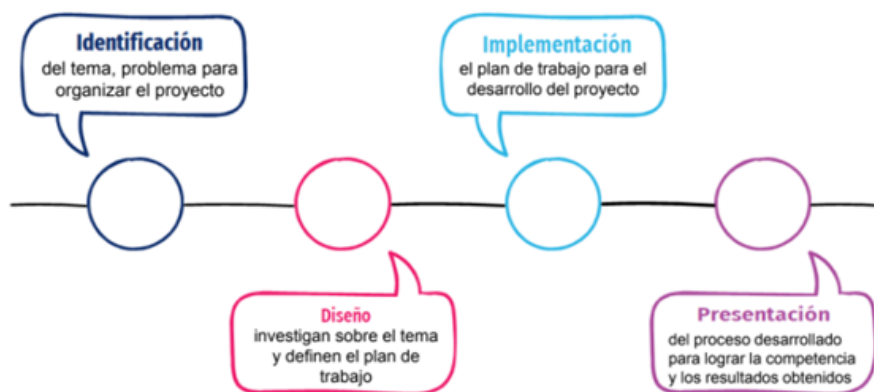 Identificación
del tema, problema para
organizar el proyecto
Diseño
investigan sobre el tema
y definen el plan de
trabajo
Implementación
el plan de trabajo para el
desarrollo del proyecto
Presentación
del proceso desarrollado
para lograr la competencia
y los resultados obtenidos